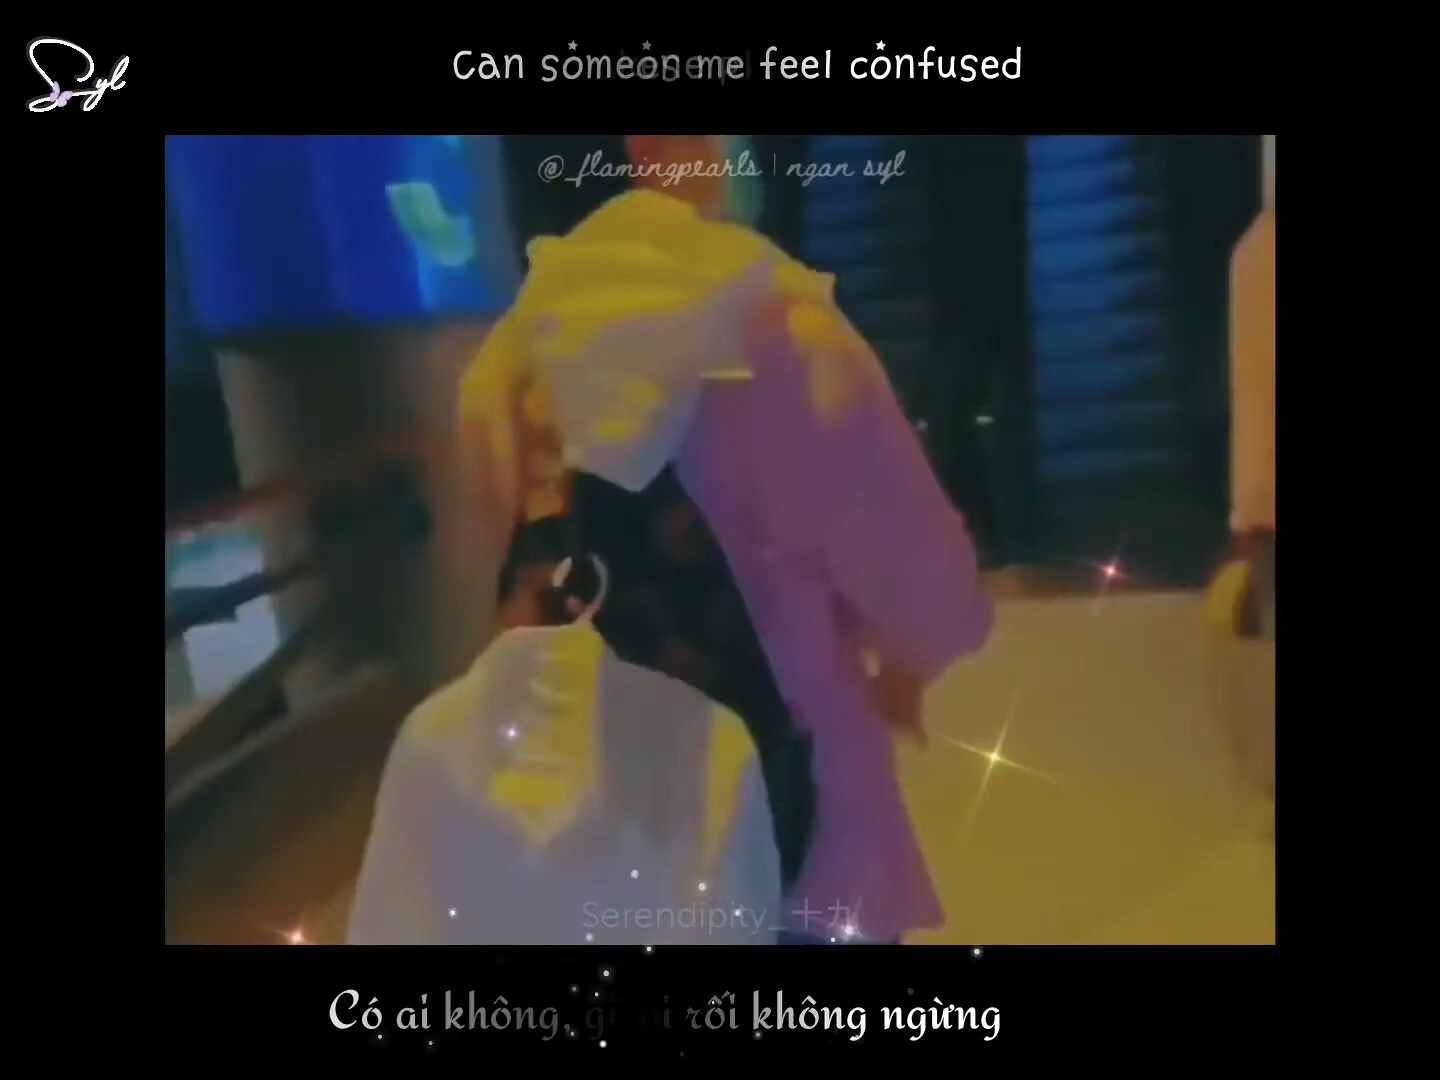 Syl
Can me feel confused
@_flamingpearls | ngan syl
Serendipity_十九
Có ai không, rối không ngừng